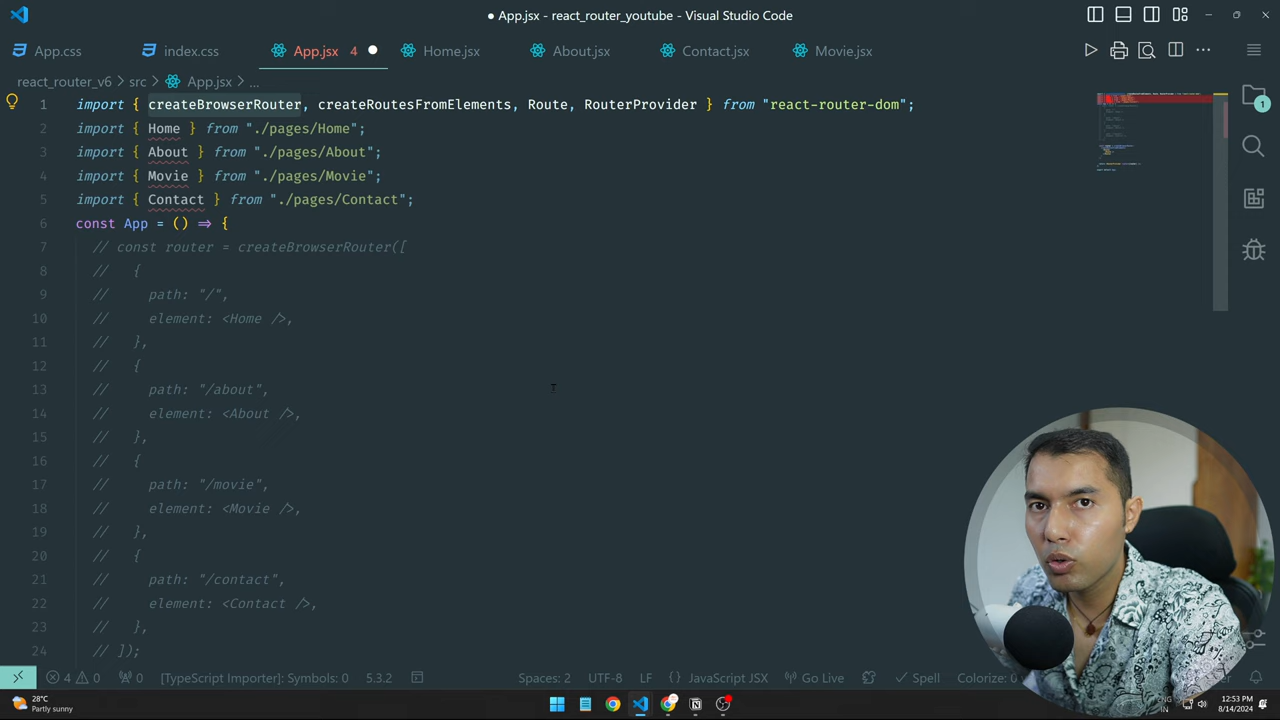 ● App.jsx - react_router_youtube - Visual Studio Code
App.css
index.css
App.jsx 4
Home.jsx
About.jsx
Contact.jsx
Movie.jsx
react_router_v6 > src > App.jsx > ...
1 import { createBrowserRouter, createRoutesFromElements, Route, RouterProvider } from "react-router-dom";
2 import { Home } from "./pages/Home";
3 import { About } from "./pages/About";
4 import { Movie } from "./pages/Movie";
5 import { Contact } from "./pages/Contact";
6 const App = () => {
7 // const router = createBrowserRouter([
8 // {
9 // path: "/",
10 // element: <Home />,
11 // },
12 // {
13 // path: "/about",
14 // element: <About />,
15 // },
16 // {
17 // path: "/movie",
18 // element: <Movie />,
19 // },
20 // {
21 // path: "/contact",
22 // element: <Contact />,
23 // },
24 // ]);
1
4 0 0 [TypeScript Importer]: Symbols: 0 5.3.2 Spaces: 2 UTF-8 LF {} JavaScript JSX Go Live Spell Colorize: 0
28°C
Partly sunny
ENG
IN
12:53 PM
8/14/2024